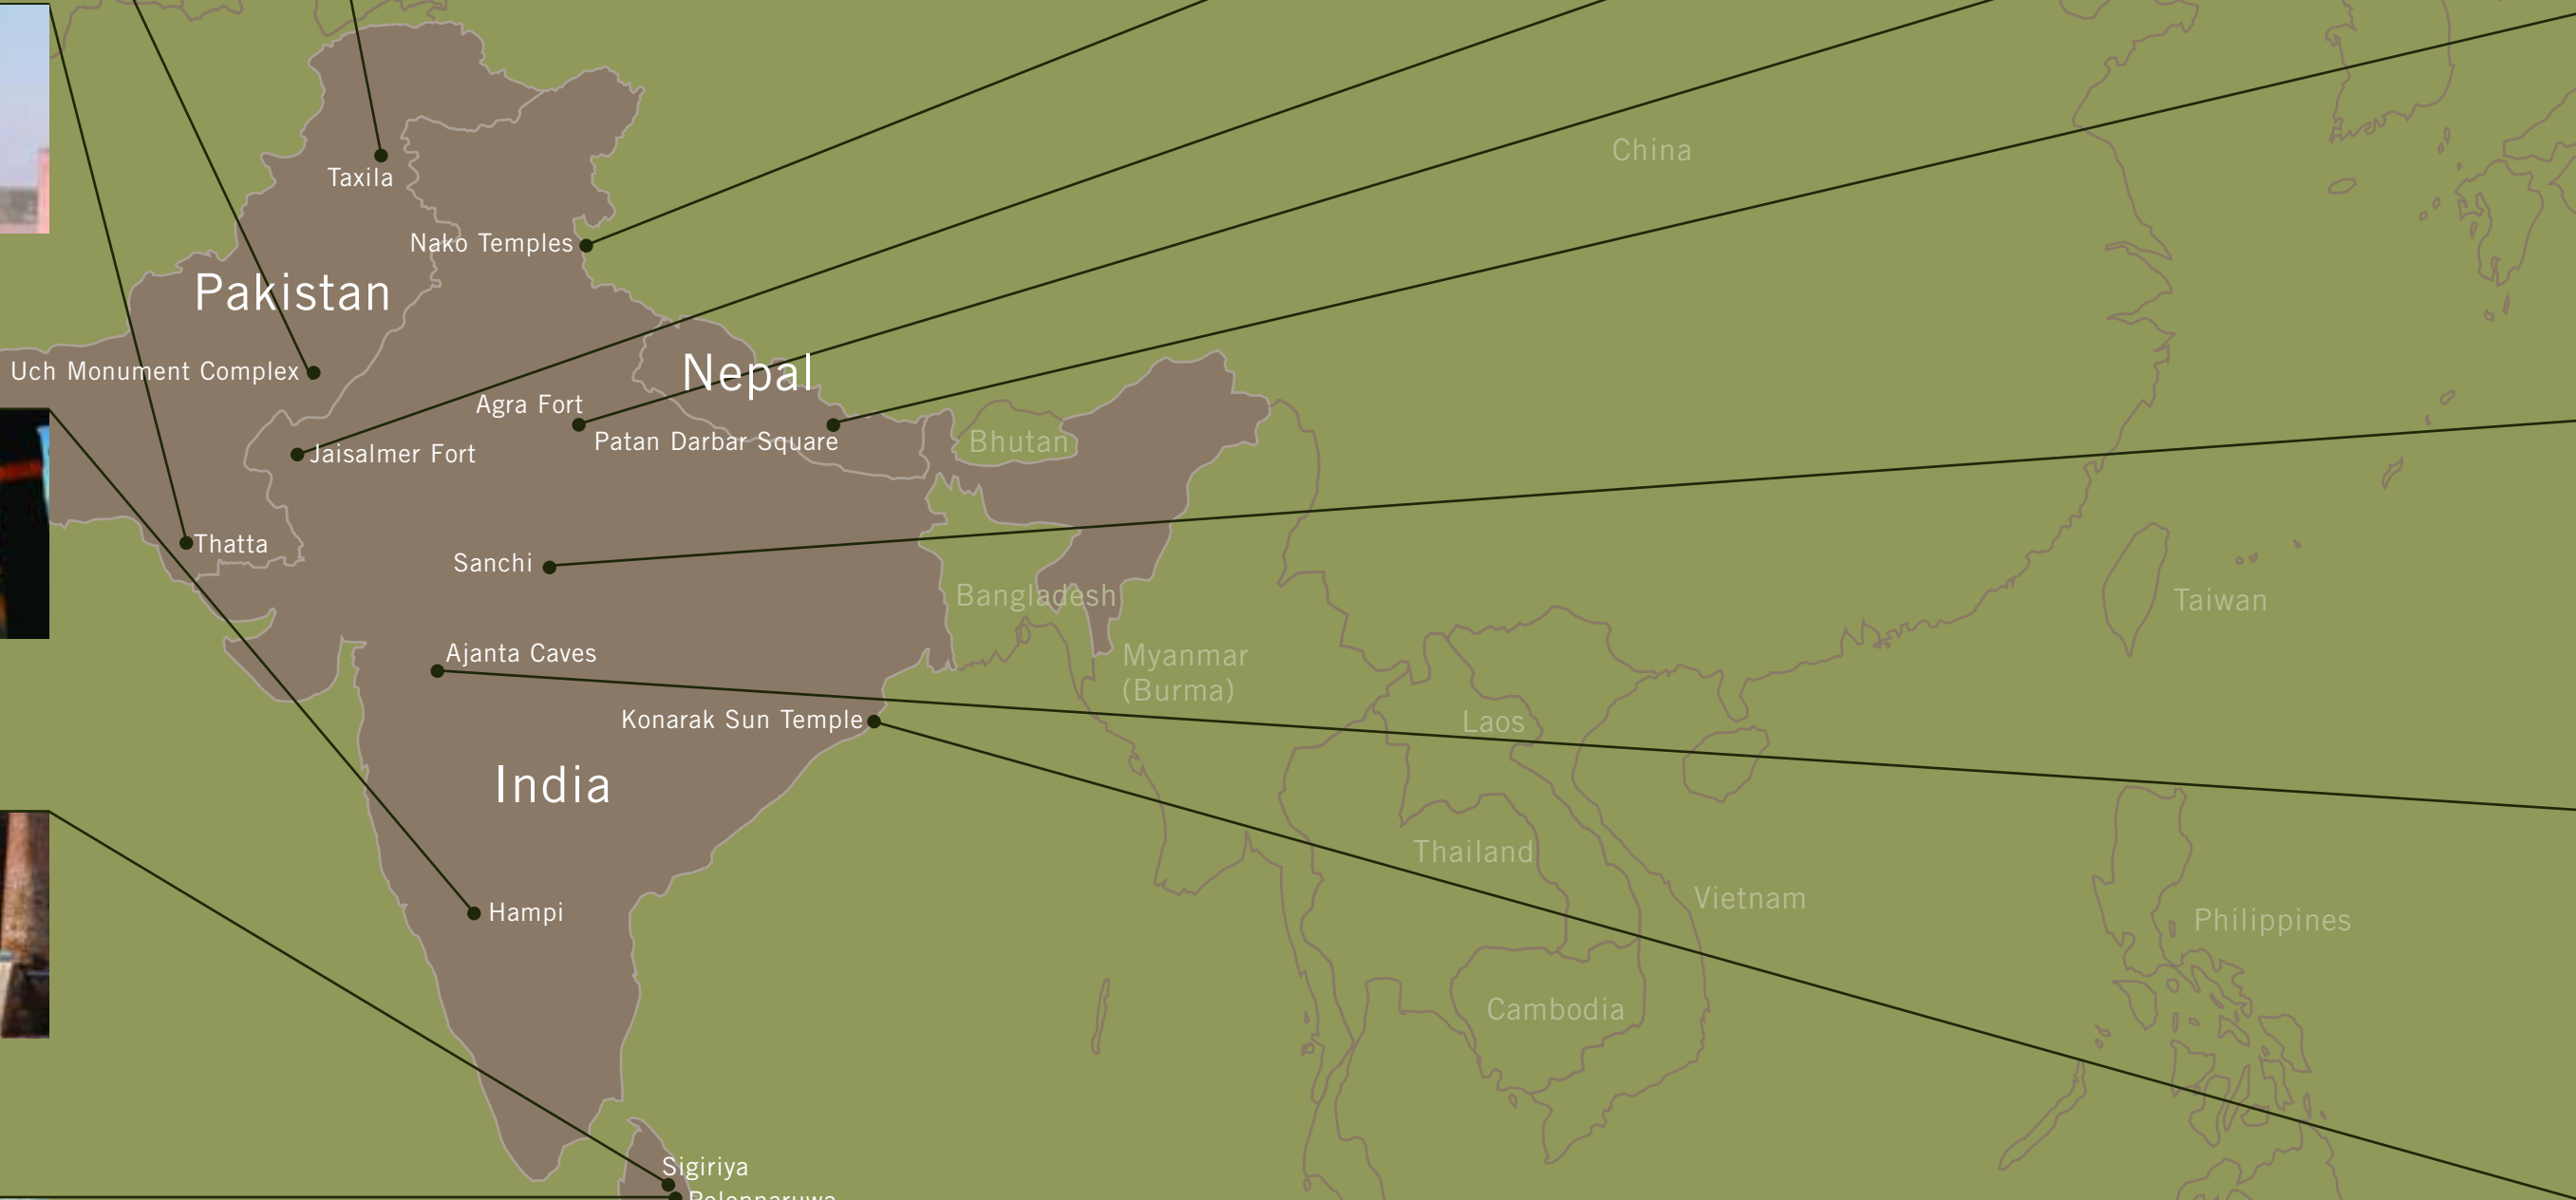 China
Taxila
Nako Temples
Pakistan
Nepal
Uch Monument Complex
Agra Fort
Patan Darbar Square
Bhutan
Jaisalmer Fort
Thatta
Sanchi
Bangladesh
Taiwan
Ajanta Caves
Myanmar
(Burma)
Konarak Sun Temple
Laos
India
Thailand
Vietnam
Hampi
Philippines
Cambodia
Sigiriya
Polonnaruwa